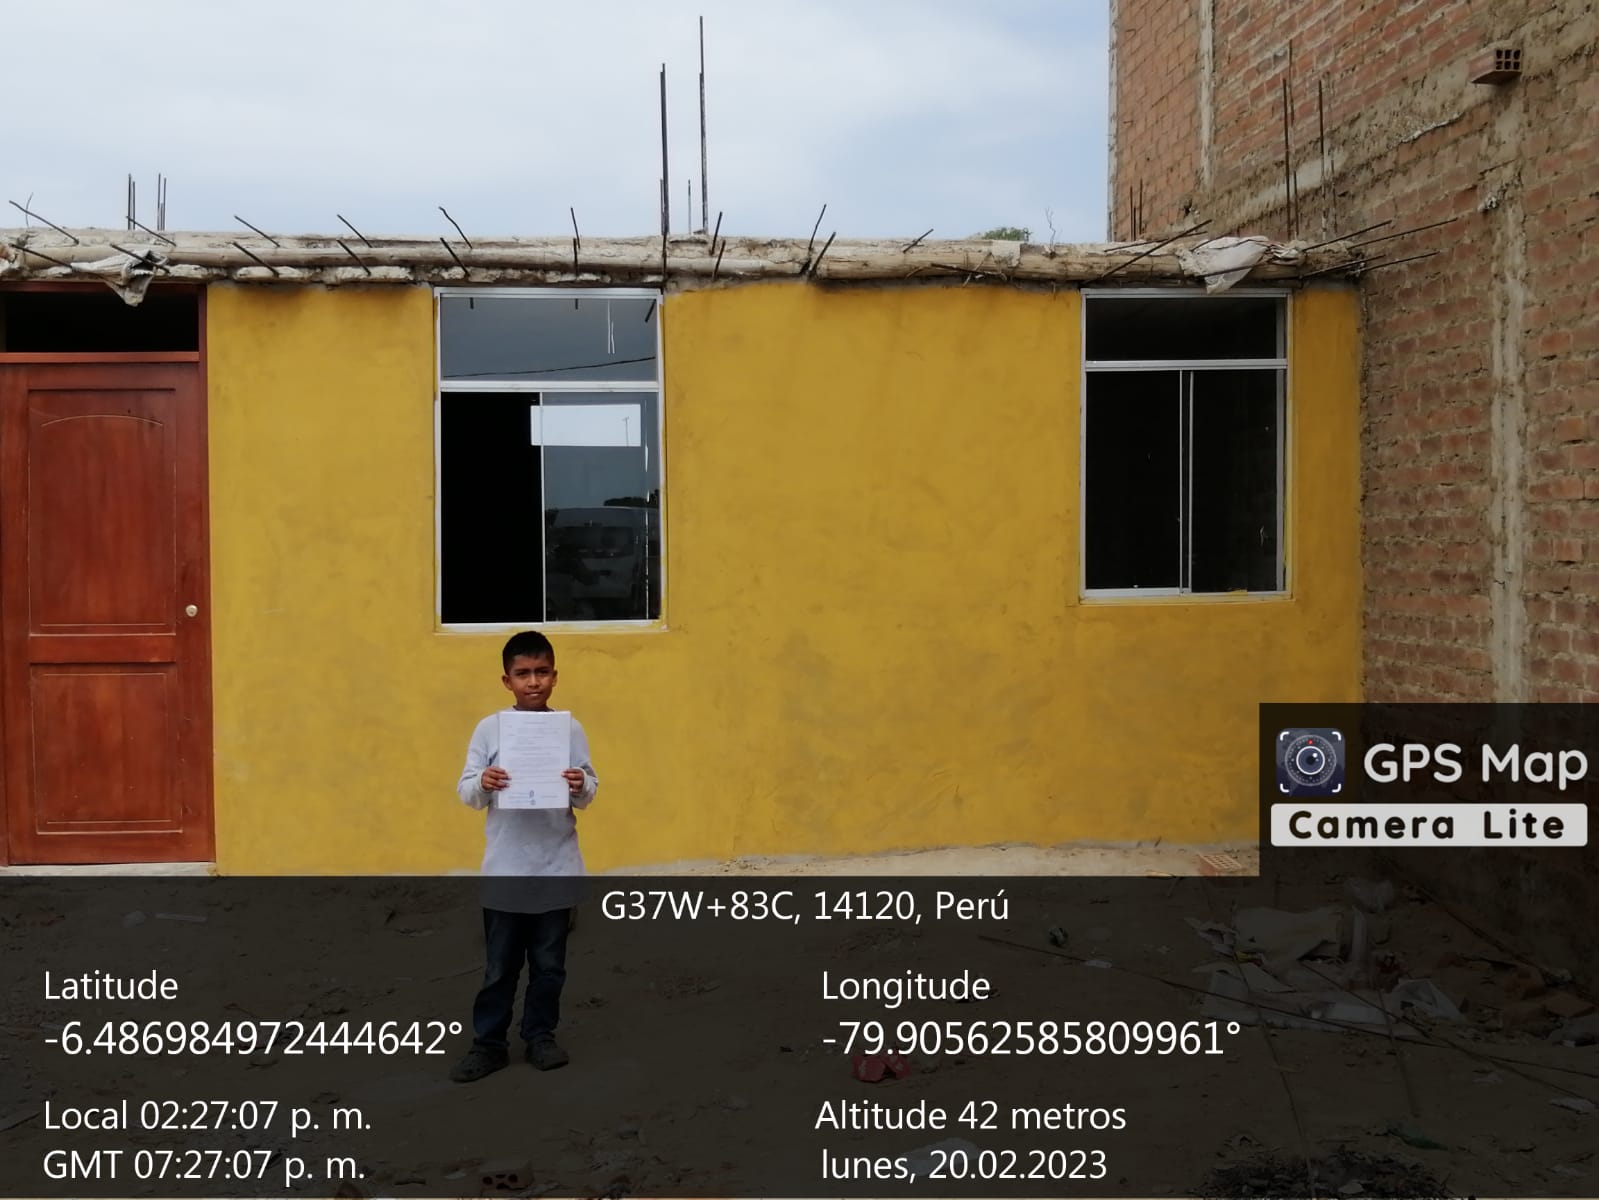 GPS Map
Camera Lite
G37W+83C, 14120, Perú
Latitude
-6.486984972444642°
Longitude
-79.90562585809961°
Local 02:27:07 p. m.
GMT 07:27:07 p. m.
Altitude 42 metros
lunes, 20.02.2023